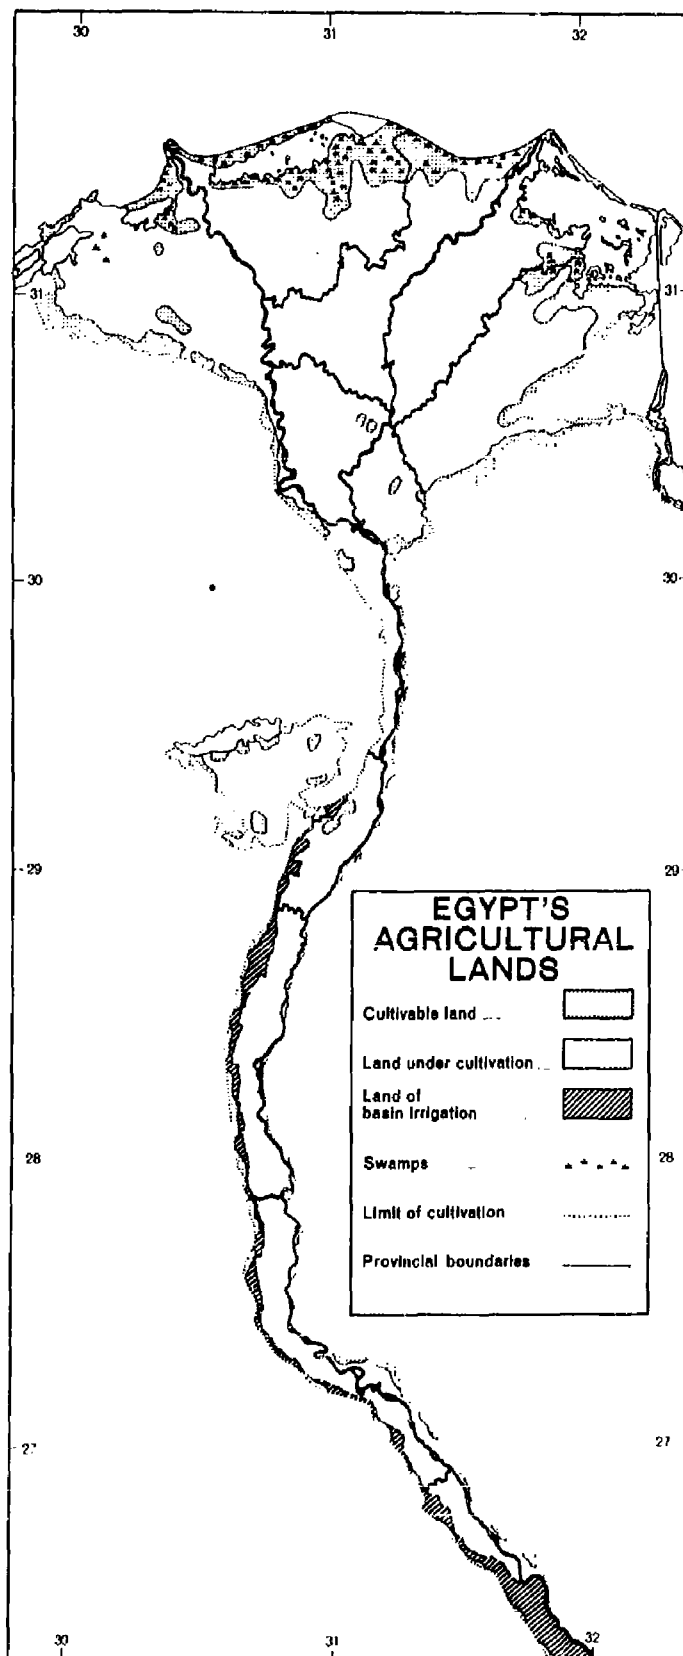 30 31 32
31 31
30 30
29 29
EGYPT'S
AGRICULTURAL
LANDS
Cultivable land
Land under cultivation
Land of
basin irrigation
Swamps
Limit of cultivation
Provincial boundaries
28 28
27 27
30 31 32